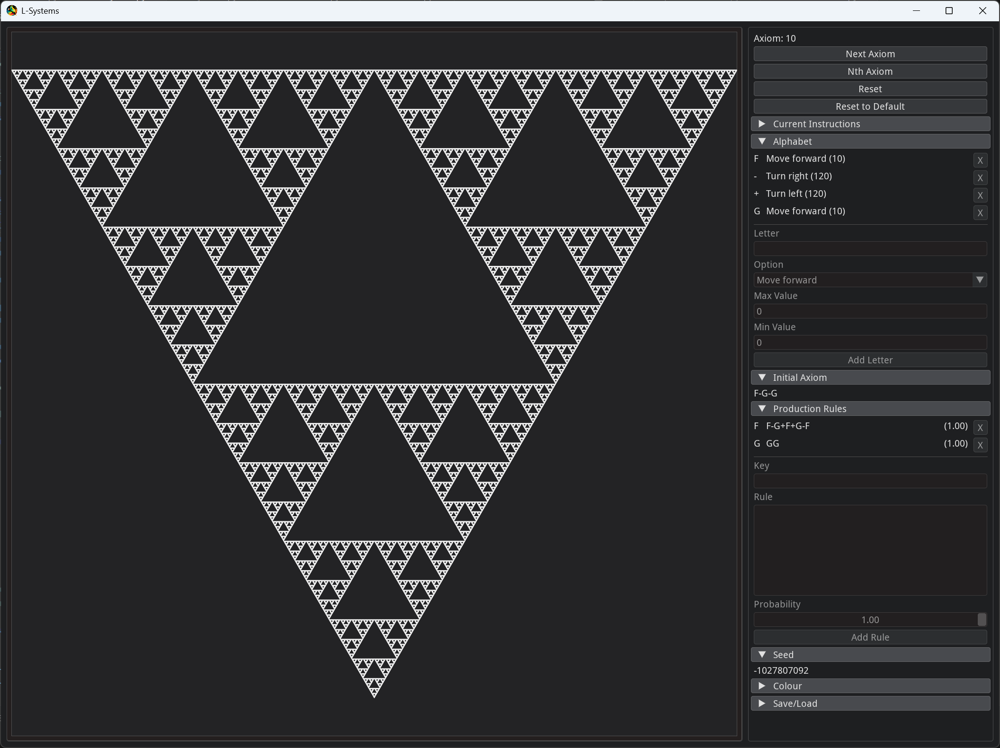 L-Systems
Axiom: 10
Next Axiom
Nth Axiom
Reset
Reset to Default
Current Instructions
Alphabet
F Move forward (10) X
- Turn right (120) X
+ Turn left (120) X
G Move forward (10) X
Letter
Option
Move forward
Max Value
0
Min Value
0
Add Letter
Initial Axiom
F-G-G
Production Rules
F F-G+F+G-F (1.00) X
G GG (1.00) X
Key
Rule
Probability
1.00
Add Rule
Seed
-1027807092
Colour
Save/Load